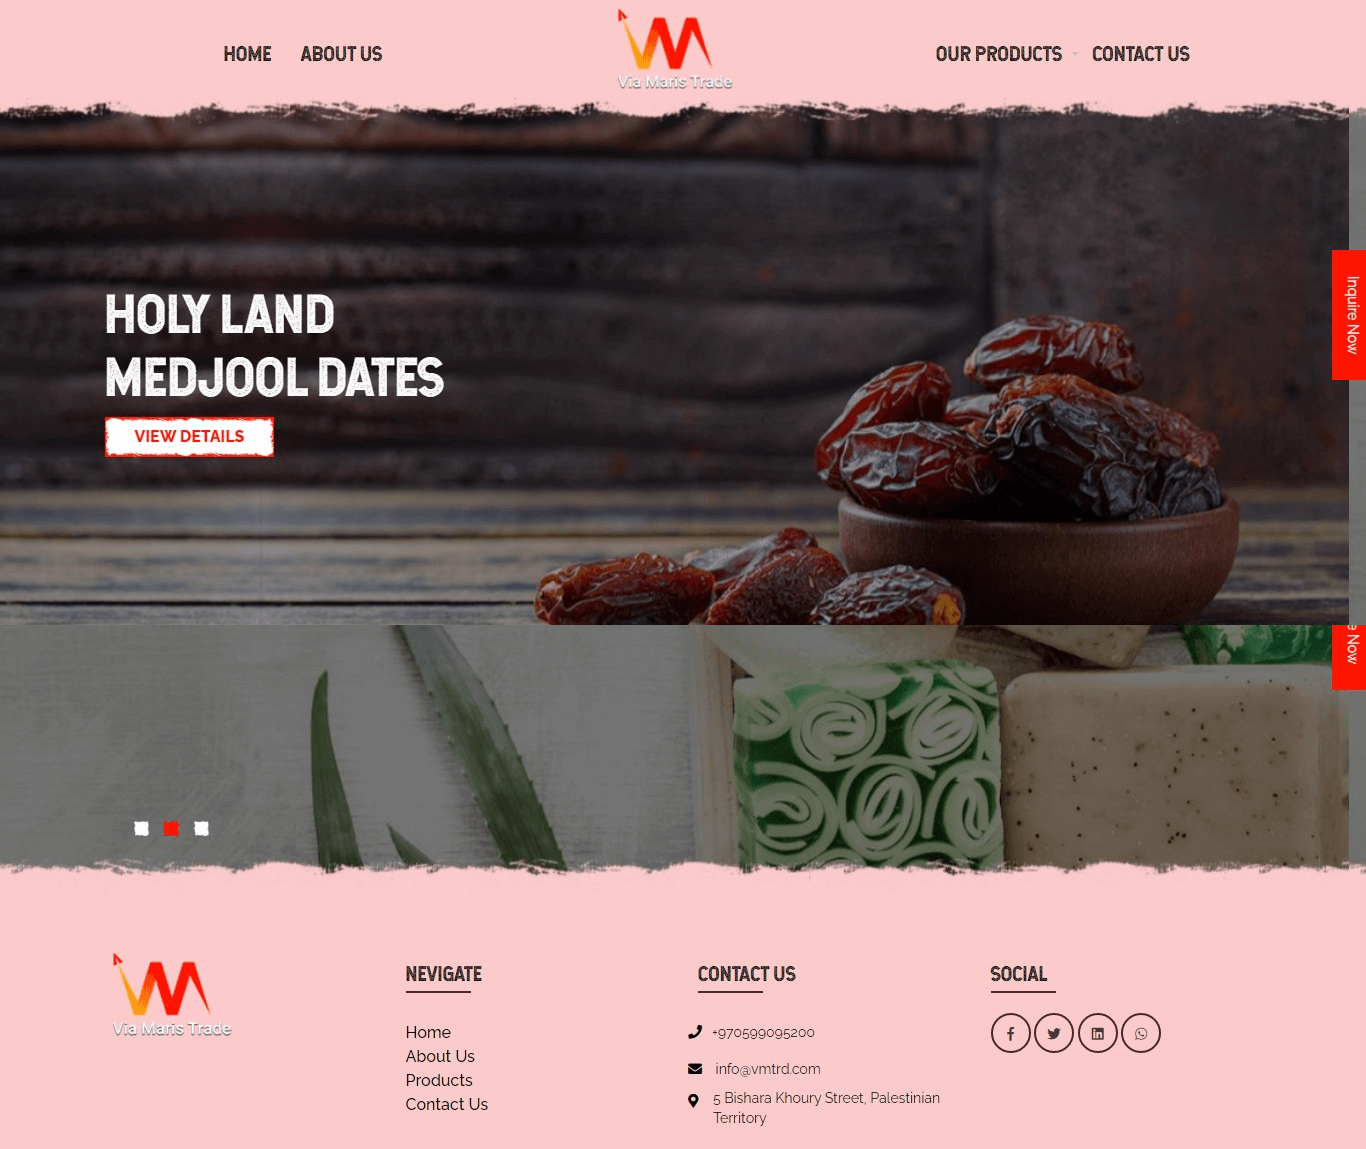 HOME
ABOUT US
Via Maris Trade
OUR PRODUCTS
CONTACT US
Inquire Now
HOLY LAND
MEDJOOL DATES
VIEW DETAILS
e Now
Via Maris Trade
NEVIGATE
Home
About Us
Products
Contact Us
CONTACT US
+970599095200
info@vmtrd.com
5 Bishara Khoury Street, Palestinian
Territory
SOCIAL